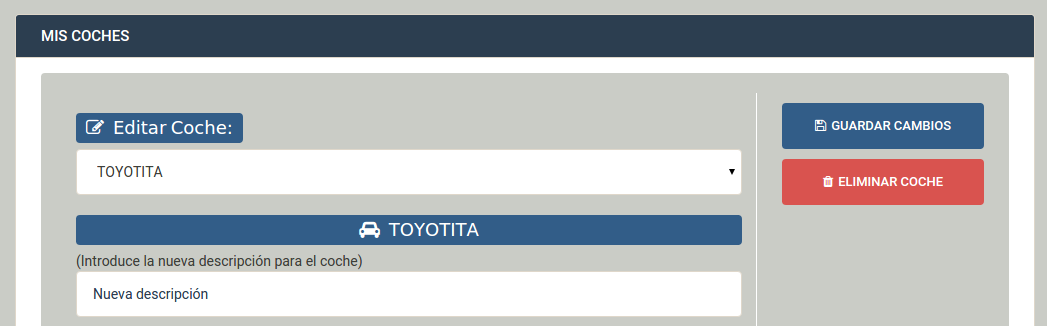 MIS COCHES
Editar Coche:
TOYOTITA
TOYOTITA
(Introduce la nueva descripción para el coche)
Nueva descripción
GUARDAR CAMBIOS
ELIMINAR COCHE